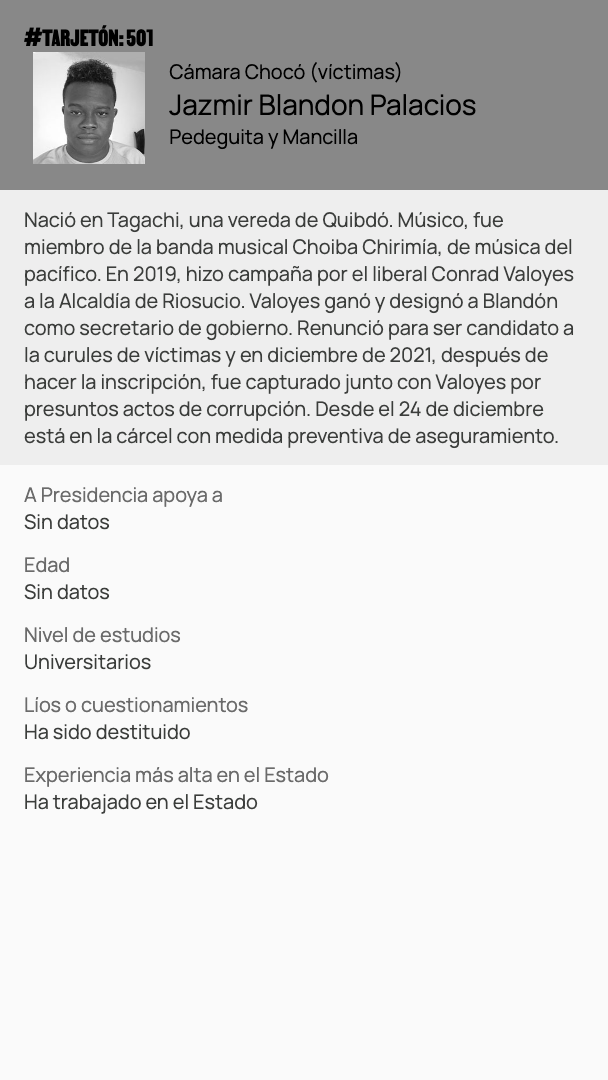 #TARJETÓN: 501
Cámara Chocó (víctimas)
Jazmir Blandon Palacios
Pedeguita y Mancilla
Nació en Tagachi, una vereda de Quibdó. Músico, fue
miembro de la banda musical Choiba Chirimía, de música del
pacífico. En 2019, hizo campaña por el liberal Conrad Valoyes
a la Alcaldía de Riosucio. Valoyes ganó y designó a Blandón
como secretario de gobierno. Renunció para ser candidato a
la curules de víctimas y en diciembre de 2021, después de
hacer la inscripción, fue capturado junto con Valoyes por
presuntos actos de corrupción. Desde el 24 de diciembre
está en la cárcel con medida preventiva de aseguramiento.
A Presidencia apoya a
Sin datos
Edad
Sin datos
Nivel de estudios
Universitarios
Líos o cuestionamientos
Ha sido destituido
Experiencia más alta en el Estado
Ha trabajado en el Estado